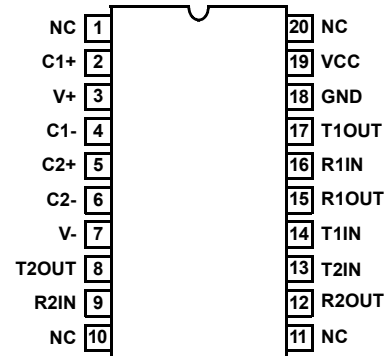 NC 1 20 NC
C1+ 2 19 VCC
V+ 3 18 GND
C1- 4 17 T1OUT
C2+ 5 16 R1IN
C2- 6 15 R1OUT
V- 7 14 T1IN
T2OUT 8 13 T2IN
R2IN 9 12 R2OUT
NC 10 11 NC